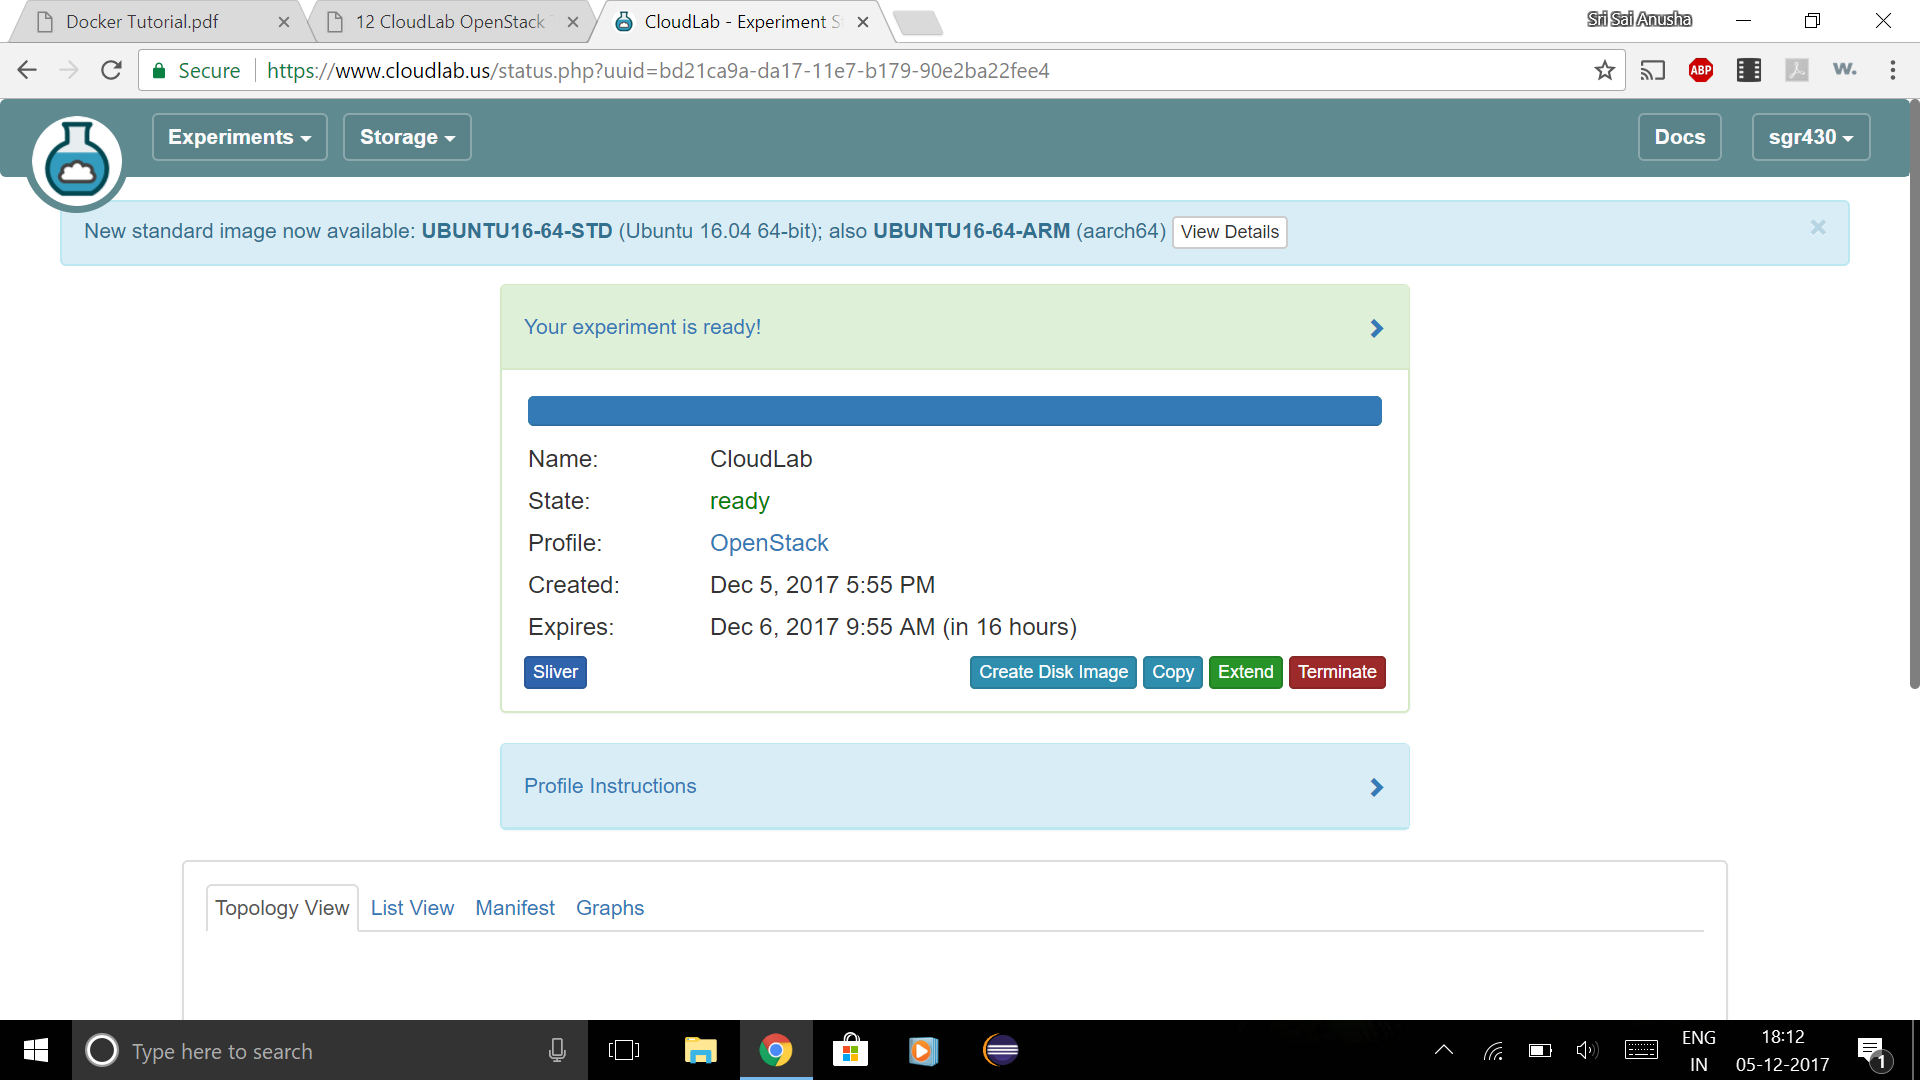 Docker Tutorial.pdf
12 CloudLab OpenStack
CloudLab - Experiment S
Sri Sai Anusha
Secure
https://www.cloudlab.us/status.php?uuid=bd21ca9a-da17-11e7-b179-90e2ba22fee4
ABP
w.
Experiments
Storage
Docs
sgr430
New standard image now available: UBUNTU16-64-STD (Ubuntu 16.04 64-bit); also UBUNTU16-64-ARM (aarch64) View Details
Your experiment is ready!
Name: CloudLab
State: ready
Profile: OpenStack
Created: Dec 5, 2017 5:55 PM
Expires: Dec 6, 2017 9:55 AM (in 16 hours)
Sliver Create Disk Image Copy Extend Terminate
Profile Instructions
Topology View List View Manifest Graphs
Type here to search
ENG
IN
18:12
05-12-2017
1